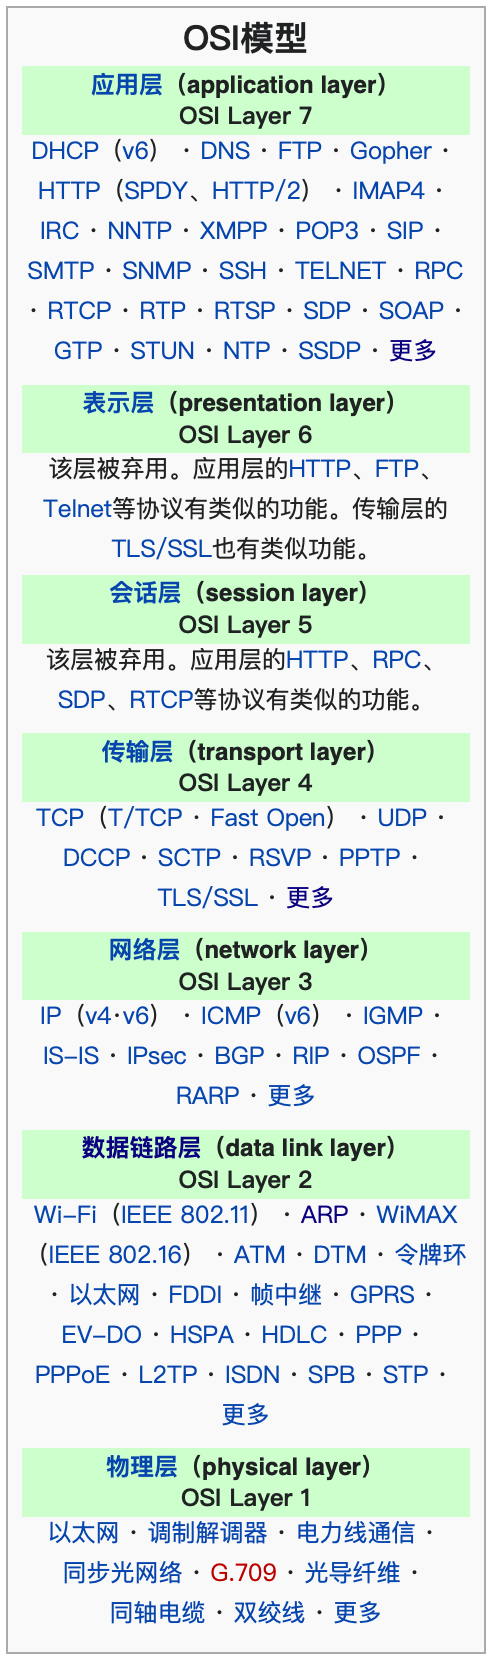 OSI模型
应用层（application layer）
OSI Layer 7
DHCP（v6） · DNS · FTP · Gopher ·
HTTP（SPDY、HTTP/2） · IMAP4 ·
IRC · NNTP · XMPP · POP3 · SIP ·
SMTP · SNMP · SSH · TELNET · RPC
· RTCP · RTP · RTSP · SDP · SOAP ·
GTP · STUN · NTP · SSDP · 更多
表示层（presentation layer）
OSI Layer 6
该层被弃用。应用层的HTTP、FTP、
Telnet等协议有类似的功能。传输层的
TLS/SSL也有类似功能。
会话层（session layer）
OSI Layer 5
该层被弃用。应用层的HTTP、RPC、
SDP、RTCP等协议有类似的功能。
传输层（transport layer）
OSI Layer 4
TCP（T/TCP · Fast Open） · UDP ·
DCCP · SCTP · RSVP · PPTP ·
TLS/SSL · 更多
网络层（network layer）
OSI Layer 3
IP（v4·v6） · ICMP（v6） · IGMP ·
IS-IS · IPsec · BGP · RIP · OSPF ·
RARP · 更多
数据链路层（data link layer）
OSI Layer 2
Wi-Fi（IEEE 802.11） · ARP · WiMAX
（IEEE 802.16） · ATM · DTM · 令牌环
· 以太网 · FDDI · 帧中继 · GPRS ·
EV-DO · HSPA · HDLC · PPP ·
PPPoE · L2TP · ISDN · SPB · STP ·
更多
物理层（physical layer）
OSI Layer 1
以太网 · 调制解调器 · 电力线通信 ·
同步光网络 · G.709 · 光导纤维 ·
同轴电缆 · 双绞线 · 更多